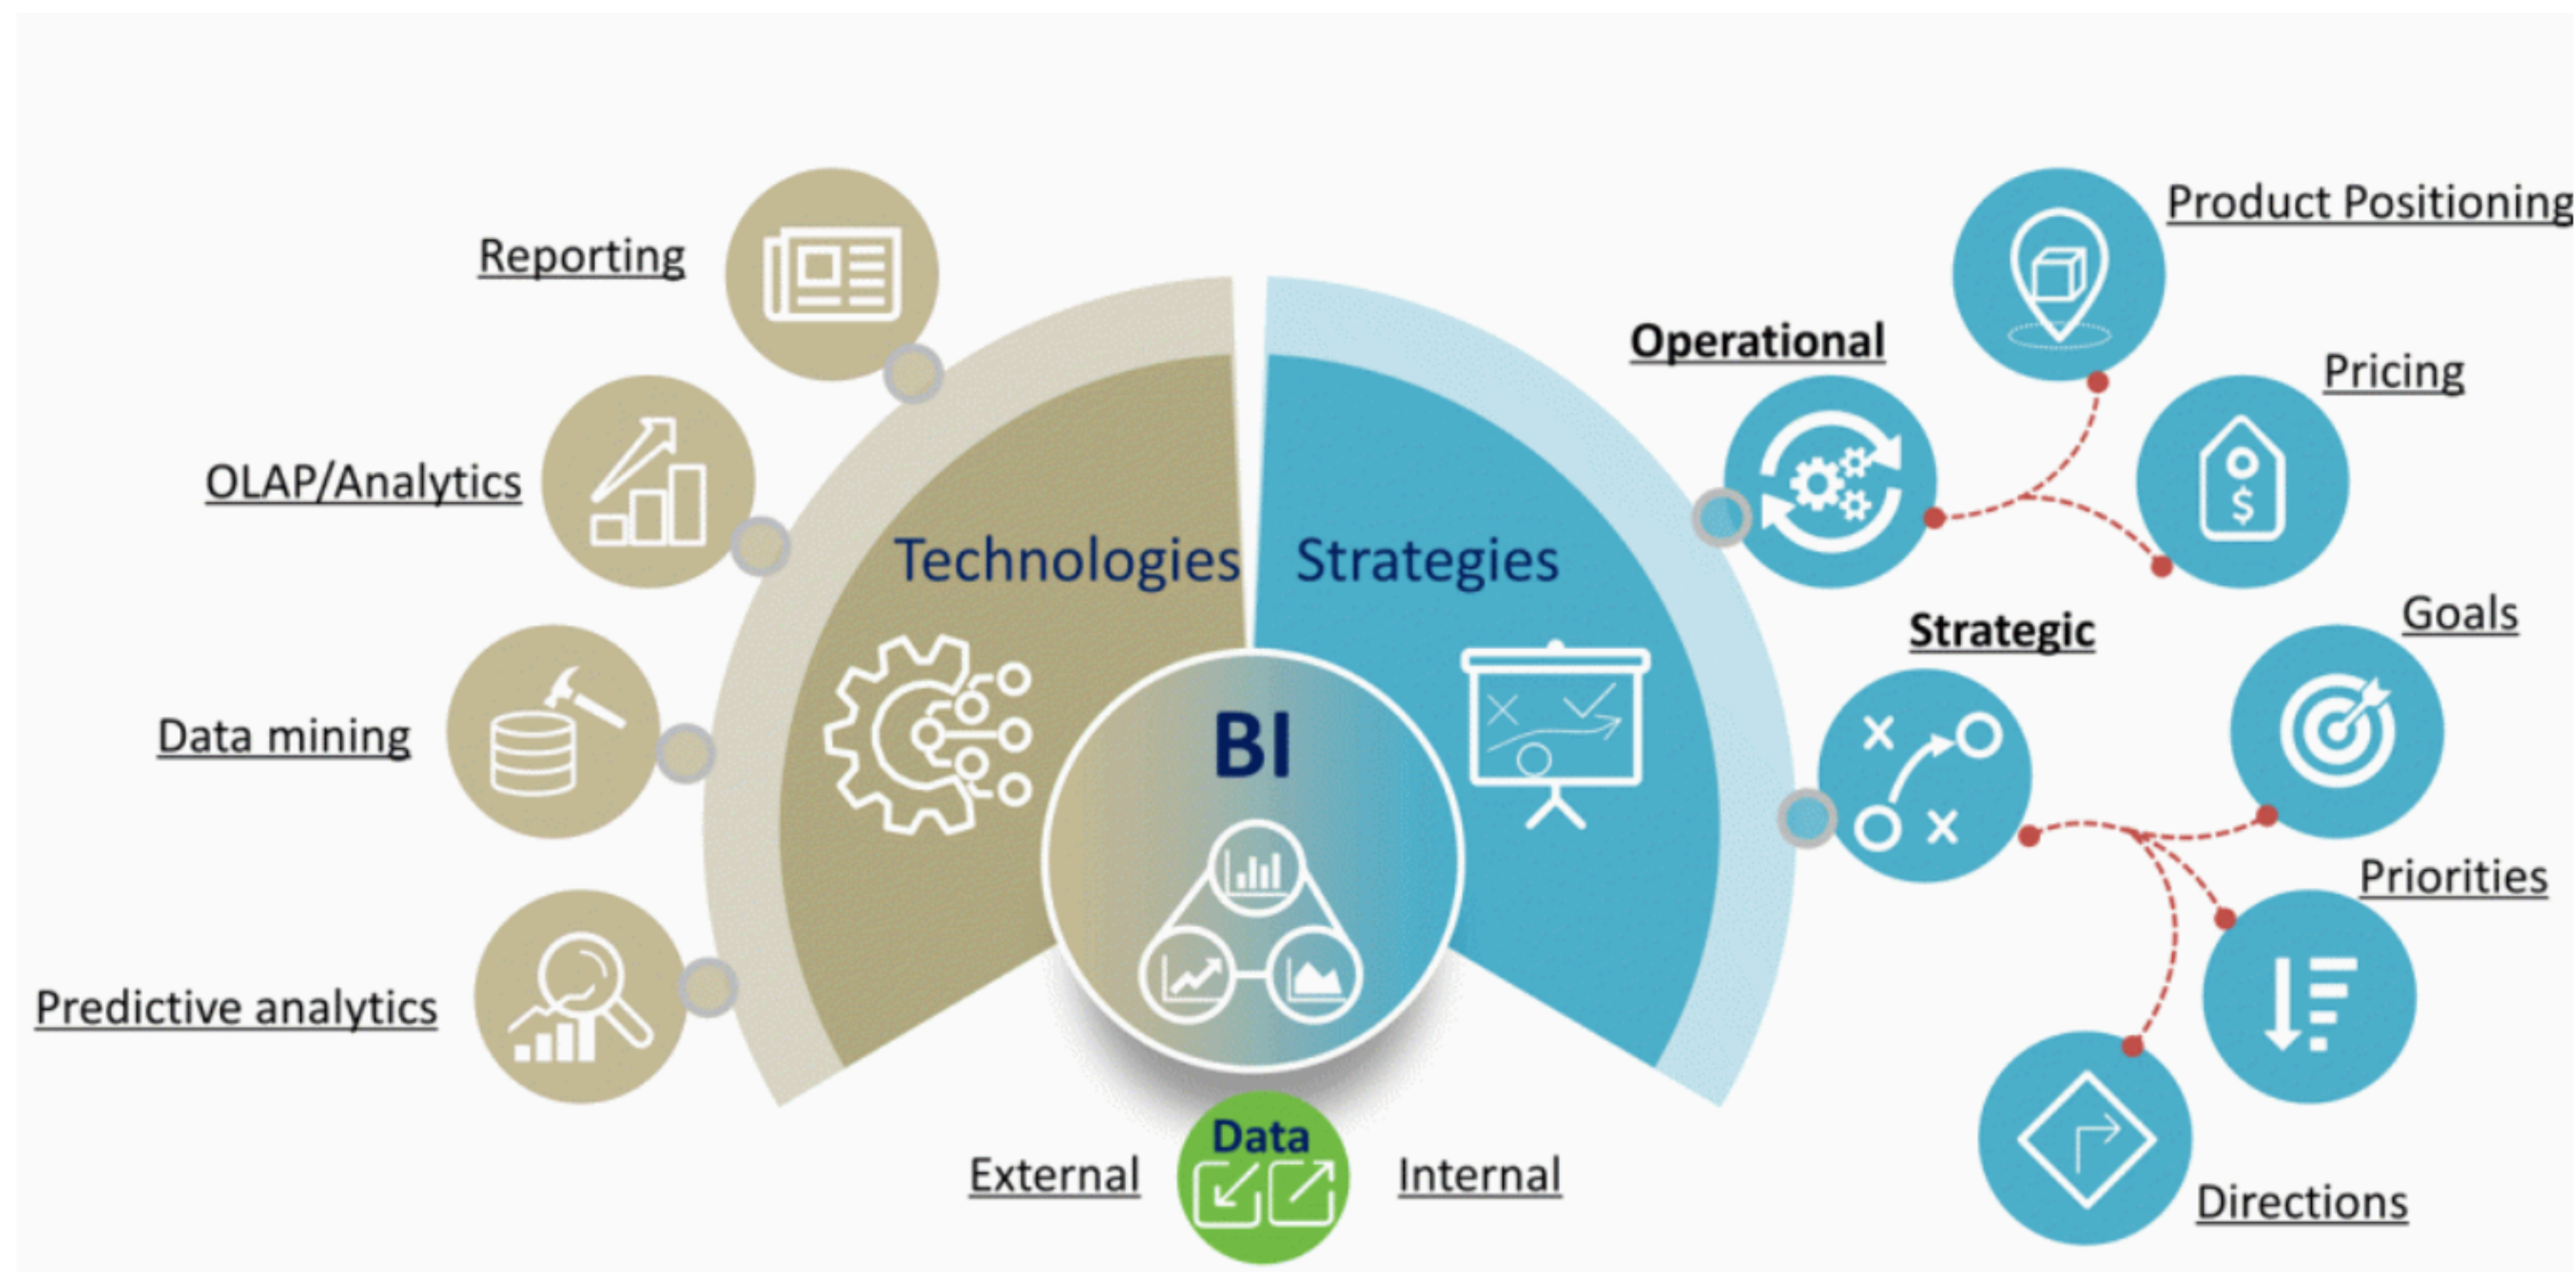 Reporting
OLAP/Analytics
Data mining
Predictive analytics
Technologies
Strategies
BI
Data
External
Internal
Operational
Product Positioning
Pricing
Strategic
Goals
Priorities
Directions
$